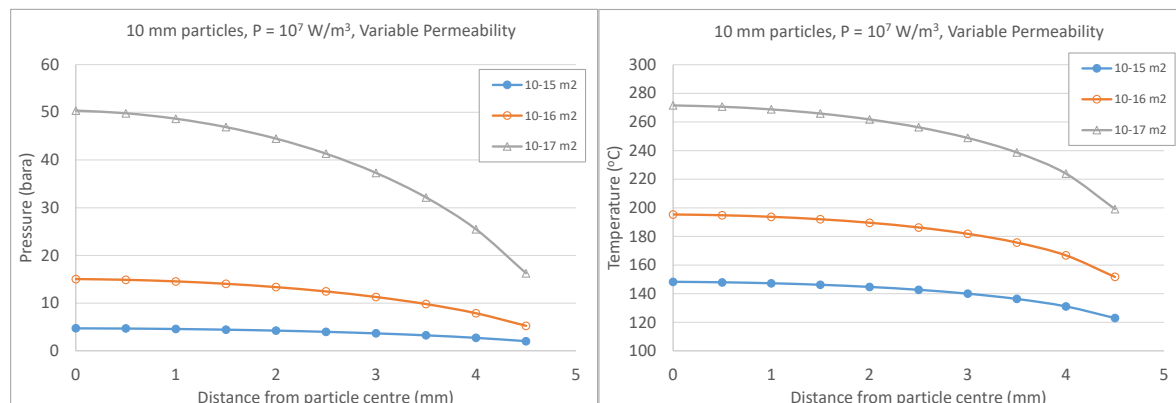 10 mm particles, P = 10⁷ W/m³, Variable Permeability
60
50
40
30
20
10
0
Pressure (bara)
0 1 2 3 4 5
Distance from particle centre (mm)
10-15 m2
10-16 m2
10-17 m2
10 mm particles, P = 10⁷ W/m³, Variable Permeability
300
280
260
240
220
200
180
160
140
120
100
Temperature (°C)
0 1 2 3 4 5
Distance from particle centre (mm)
10-15 m2
10-16 m2
10-17 m2